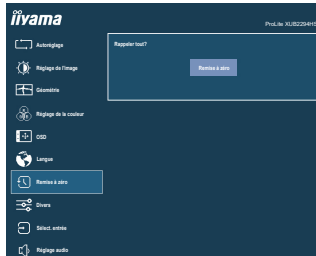 iiyama
ProLite XUB2294HS
Autoréglage
Rappeler tout?
Remise à zéro
Réglage de l'image
Géométrie
Réglage de la couleur
OSD
Langue
Remise à zéro
Divers
Sélect. entrée
Réglage audio